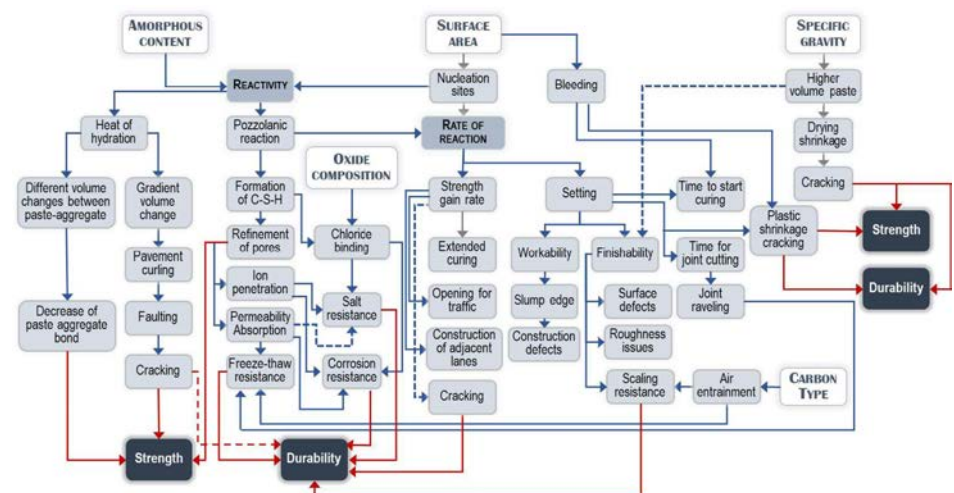 AMORPHOUS
CONTENT
SURFACE
AREA
SPECIFIC
GRAVITY
REACTIVITY
Nucleation
sites
Bleeding
Higher
volume paste
Heat of
hydration
Pozzolanic
reaction
RATE OF
REACTION
Drying
shrinkage
OXIDE
COMPOSITION
Different volume
changes between
paste-aggregate
Gradient
volume
change
Formation
of C-S-H
Strength
gain rate
Setting
Time to start
curing
Cracking
Refinement
of pores
Chloride
binding
Plastic
shrinkage
cracking
Strength
Pavement
curling
Extended
curing
Workability
Finishability
Time for
joint cutting
Ion
penetration
Salt
resistance
Opening for
traffic
Slump edge
Surface
defects
Joint
raveling
Durability
Decrease of
paste aggregate
bond
Faulting
Permeability
Absorption
Construction
of adjacent
lanes
Construction
defects
Roughness
issues
Cracking
Freeze-thaw
resistance
Corrosion
resistance
Cracking
Scaling
resistance
Air
entrainment
CARBON
TYPE
Strength
Durability